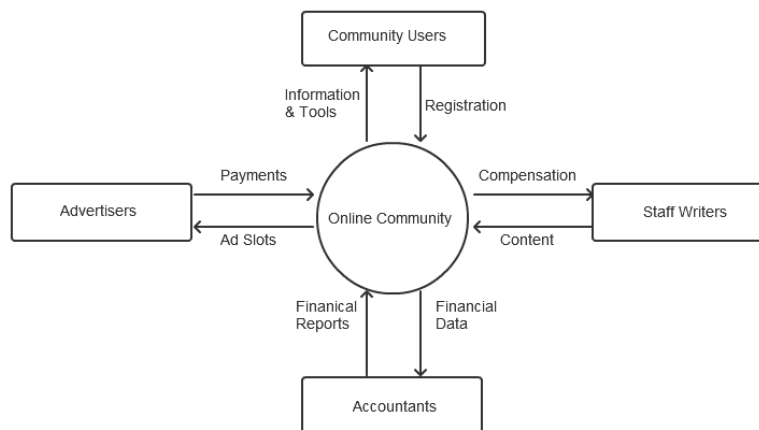 Community Users
Information
& Tools
Registration
Payments
Compensation
Advertisers
Online Community
Staff Writers
Ad Slots
Content
Finanical
Reports
Financial
Data
Accountants